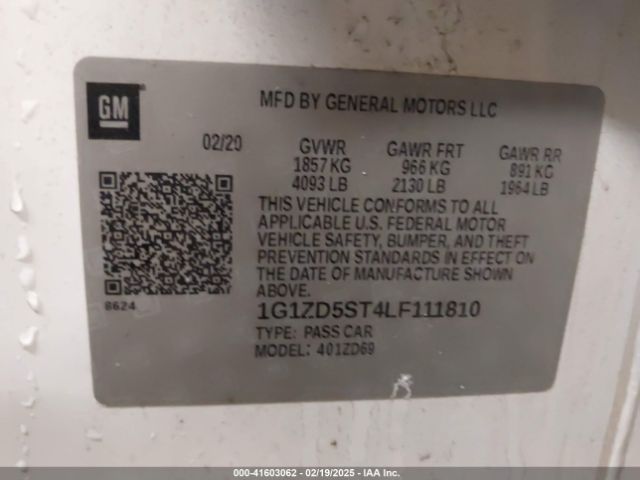 GM
MFD BY GENERAL MOTORS LLC
02/20 GVWR GAWR FRT GAWR RR
1857 KG 966 KG 891 KG
4093 LB 2130 LB 1964 LB
THIS VEHICLE CONFORMS TO ALL
APPLICABLE U.S. FEDERAL MOTOR
VEHICLE SAFETY, BUMPER, AND THEFT
PREVENTION STANDARDS IN EFFECT ON
THE DATE OF MANUFACTURE SHOWN
ABOVE.
8624
1G1ZD5ST4LF111810
TYPE: PASS CAR
MODEL: 401ZD69
000-41603062 - 02/19/2025 - IAA Inc.